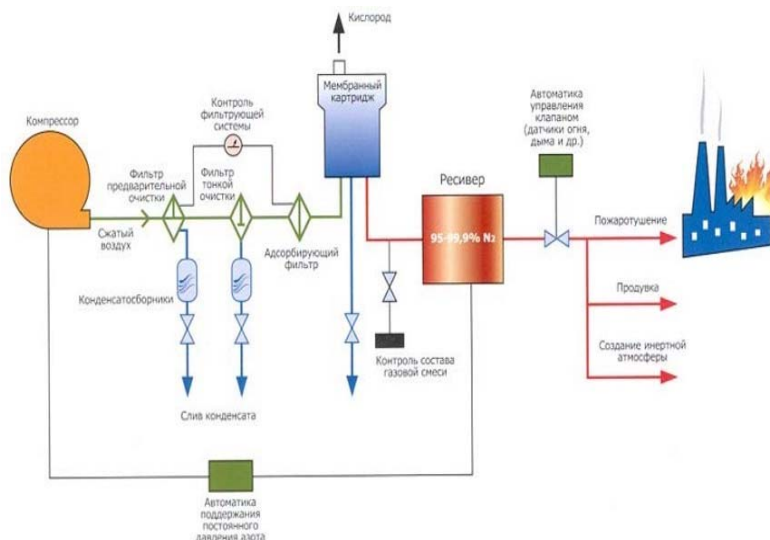 Кислород
Мембранный
картридж
Контроль
фильтрующей
системы
Автоматика
управления
клапаном
(датчики огня,
дыма и др.)
Компрессор
Фильтр
предварительной
очистки
Фильтр
тонкой
очистки
Ресивер
95-99,9% N₂
Пожаротушение
Сжатый
воздух
Адсорбирующий
фильтр
Продувка
Конденсатосборники
Контроль состава
газовой смеси
Создание инертной
атмосферы
Слив конденсата
Автоматика
поддержания
постоянного
давления азота